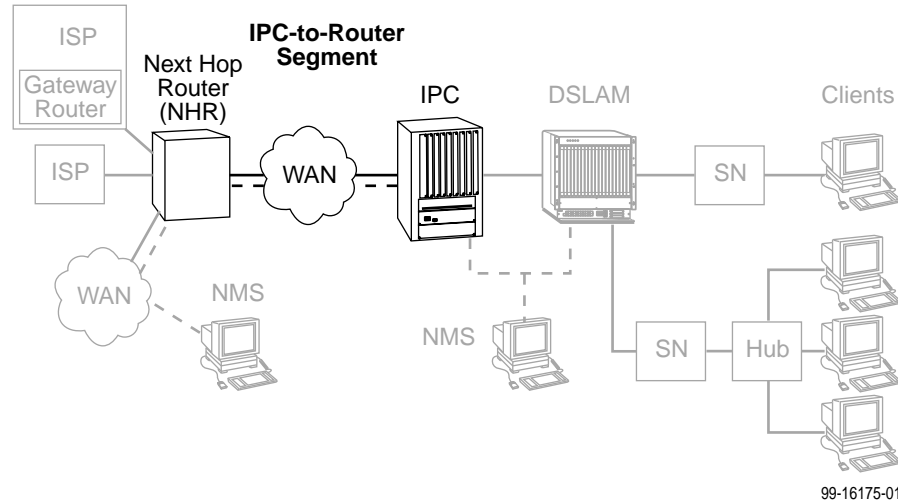 ISP
Gateway
Router
IPC-to-Router
Segment
Next Hop
Router
(NHR)
IPC
DSLAM
Clients
ISP
WAN
SN
WAN
NMS
NMS
SN
Hub
99-16175-01